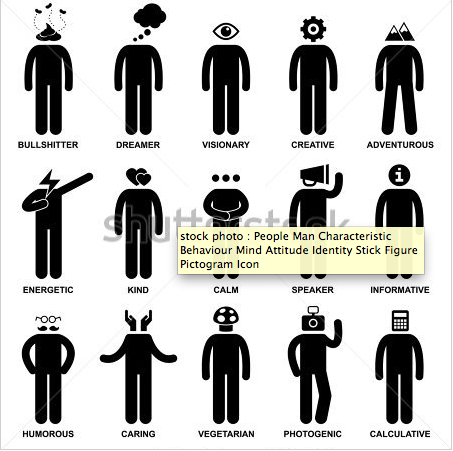 BULLSHITTER DREAMER VISIONARY CREATIVE ADVENTUROUS
shutterstock
stock photo : People Man Characteristic
Behaviour Mind Attitude Identity Stick Figure
Pictogram Icon
ENERGETIC KIND CALM SPEAKER INFORMATIVE
HUMOROUS CARING VEGETARIAN PHOTOGENIC CALCULATIVE